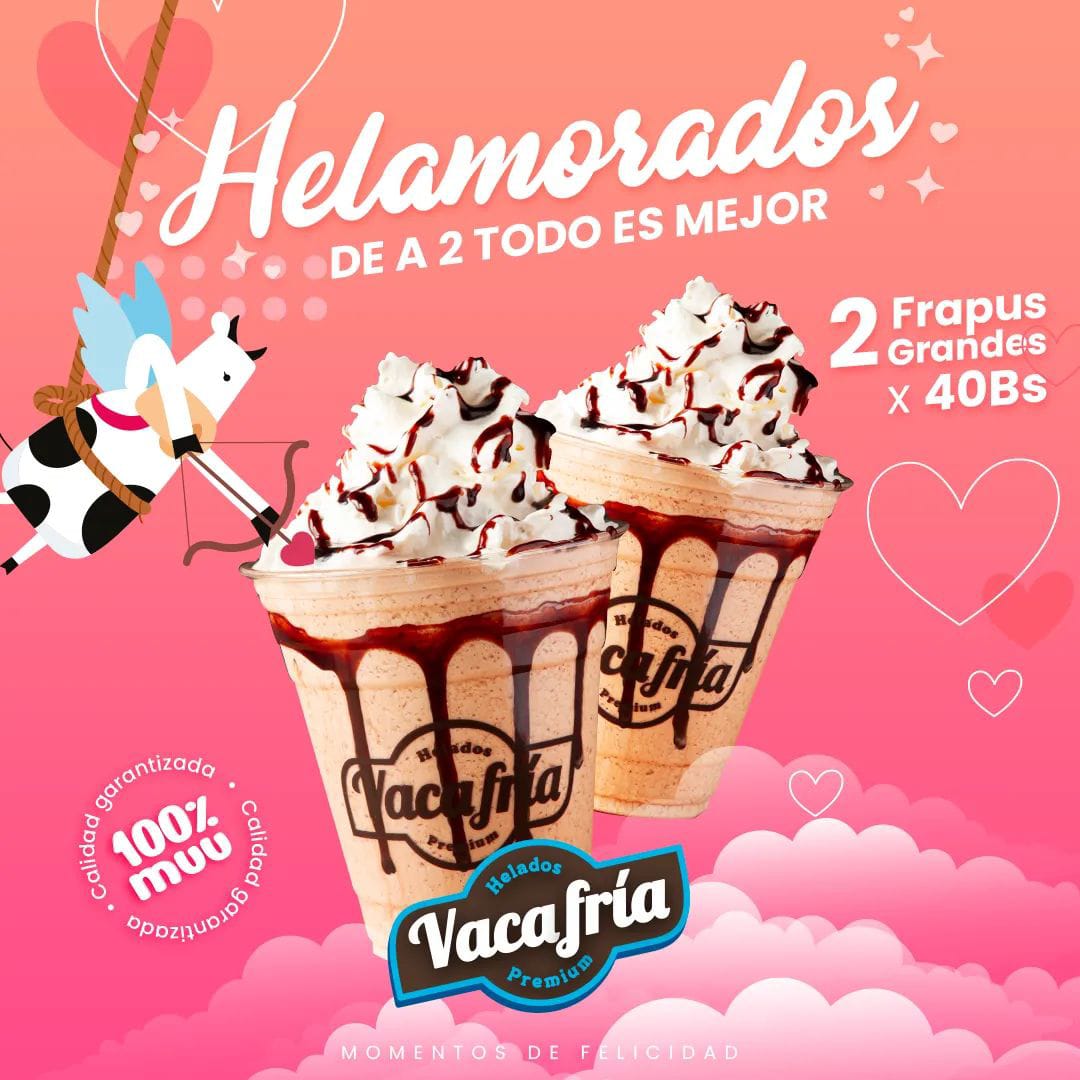 Helamorados
DE A 2 TODO ES MEJOR
2 Frapus
Grandes
X 40Bs
Helados
Vacafría
Premium
Helados
cafría
Premium
Calidad garantizada • Calidad garantizada •
100%
muu
Helados
Vacafría
Premium
MOMENTOS DE FELICIDAD